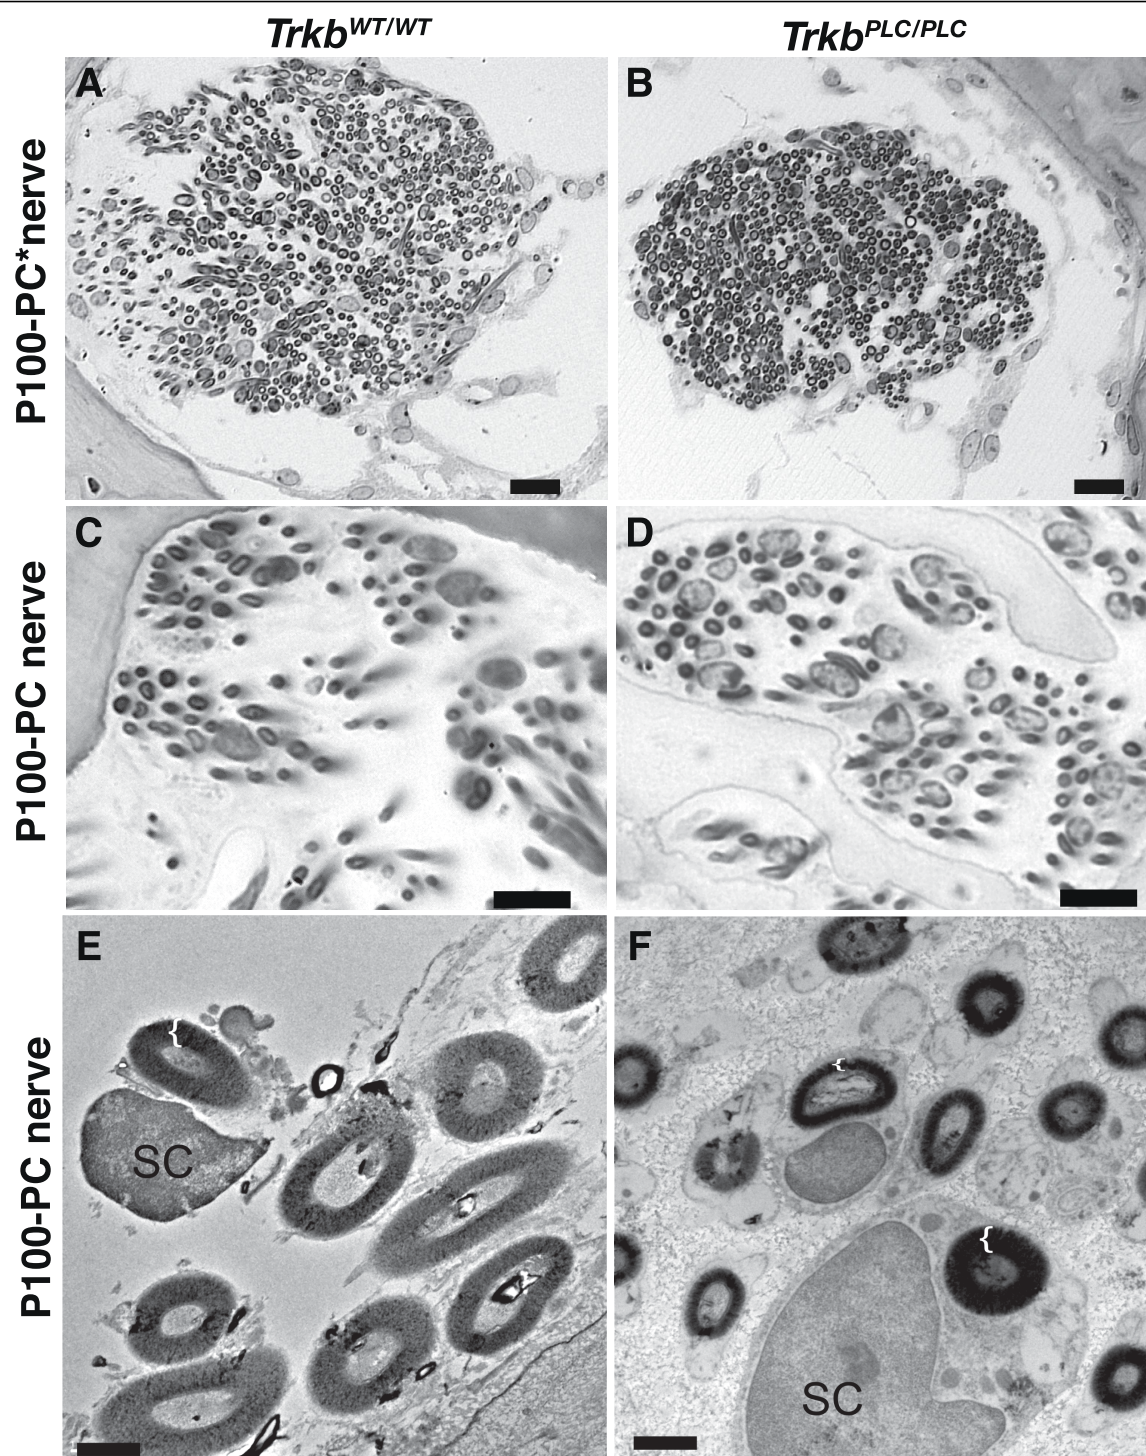 Trkb^WT/WT Trkb^PLC/PLC
P100-PC*nerve
A B
P100-PC nerve
C D
P100-PC nerve
E F
{ {
SC {
SC